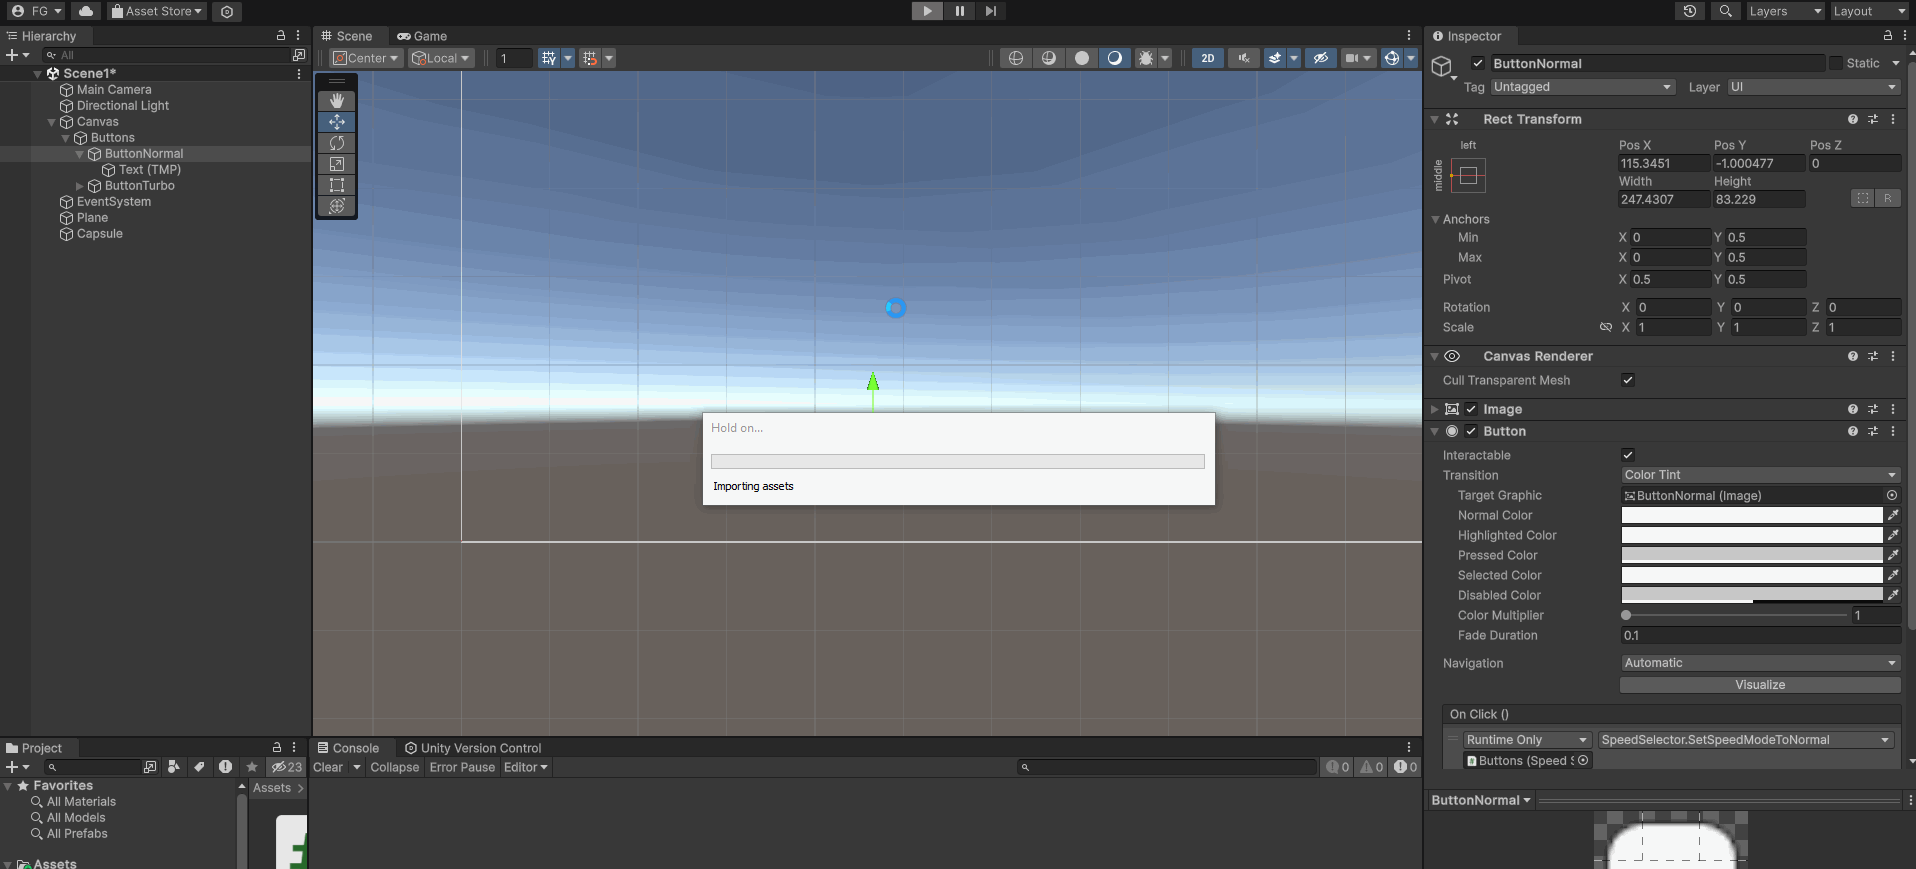 FG
Asset Store
Layers
Layout
Hierarchy
All
Scene1*
Main Camera
Directional Light
Canvas
Buttons
ButtonNormal
Text (TMP)
ButtonTurbo
EventSystem
Plane
Capsule
Scene
Game
Center
Local
1
2D
Hold on...
Importing assets
Inspector
ButtonNormal
Static
Tag Untagged
Layer UI
Rect Transform
left
middle
Pos X Pos Y Pos Z
115.3451 -1.000477 0
Width Height
247.4307 83.229
R
Anchors
Min X 0 Y 0.5
Max X 0 Y 0.5
Pivot X 0.5 Y 0.5
Rotation X 0 Y 0 Z 0
Scale X 1 Y 1 Z 1
Canvas Renderer
Cull Transparent Mesh
Image
Button
Interactable
Transition Color Tint
Target Graphic ButtonNormal (Image)
Normal Color
Highlighted Color
Pressed Color
Selected Color
Disabled Color
Color Multiplier 1
Fade Duration 0.1
Navigation Automatic
Visualize
On Click ()
Runtime Only SpeedSelector.SetSpeedModeToNormal
Buttons (Speed S
ButtonNormal
Project
23
Favorites
All Materials
All Models
All Prefabs
Assets
Assets
Console
Unity Version Control
Clear Collapse Error Pause Editor
0 0 0